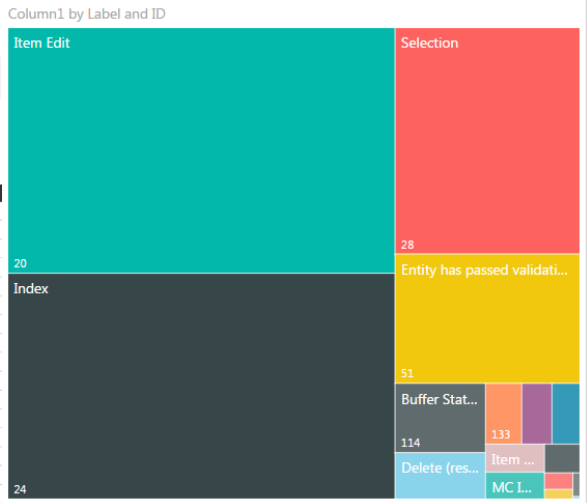 Column1 by Label and ID
Item Edit
20
Index
24
Selection
28
Entity has passed validati...
51
Buffer Stat...
114
Delete (res...
133
Item ...
MC I...